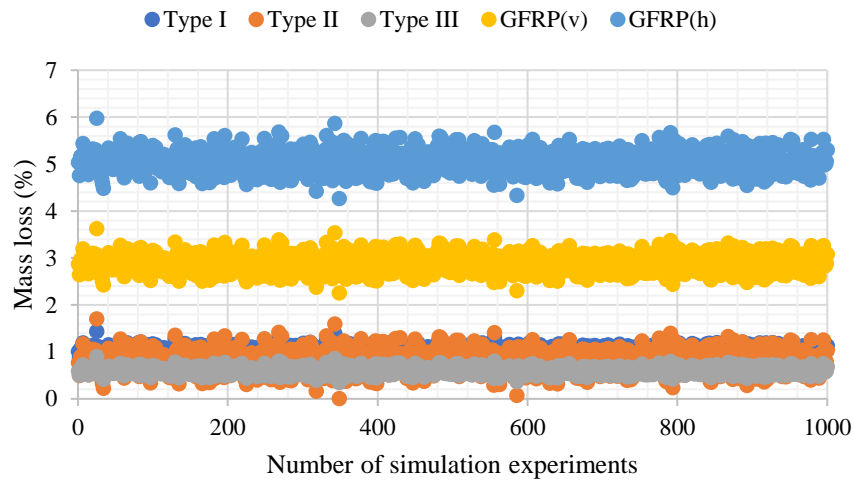 Type I Type II Type III GFRP(v) GFRP(h)
7
6
5
4
3
2
1
0
Mass loss (%)
0 200 400 600 800 1000
Number of simulation experiments